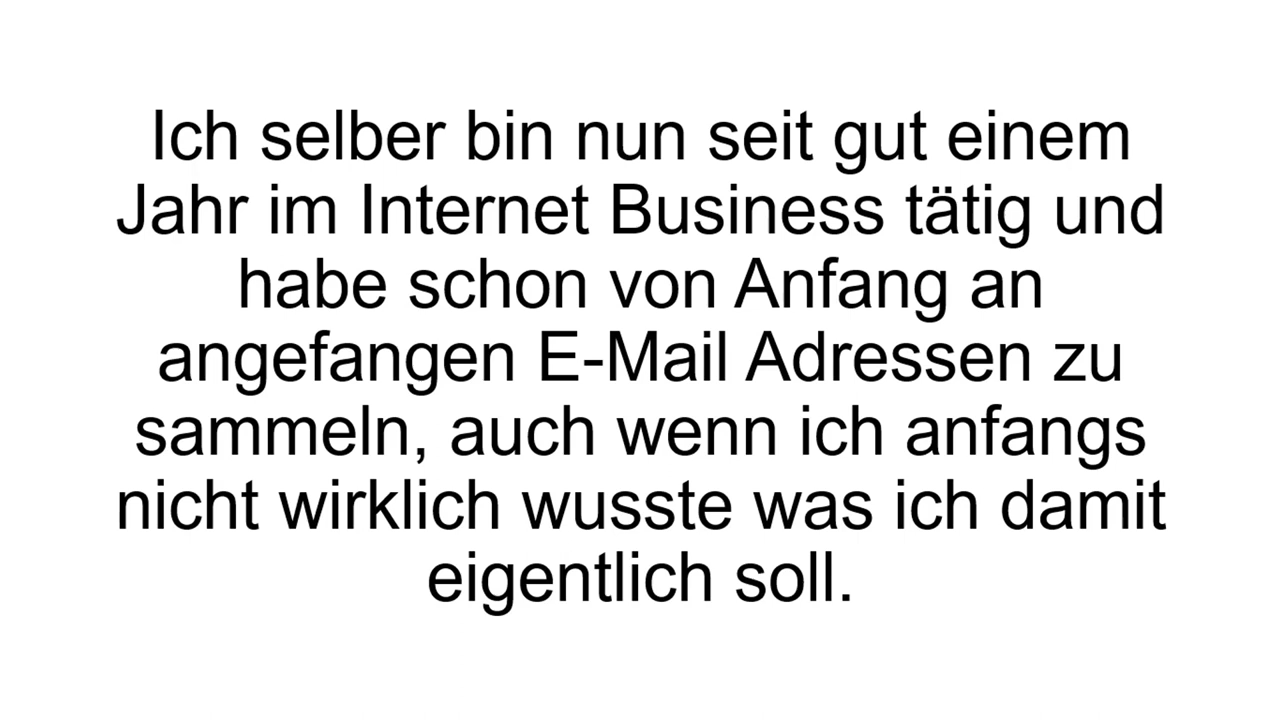 Ich selber bin nun seit gut einem
Jahr im Internet Business tätig und
habe schon von Anfang an
angefangen E-Mail Adressen zu
sammeln, auch wenn ich anfangs
nicht wirklich wusste was ich damit
eigentlich soll.